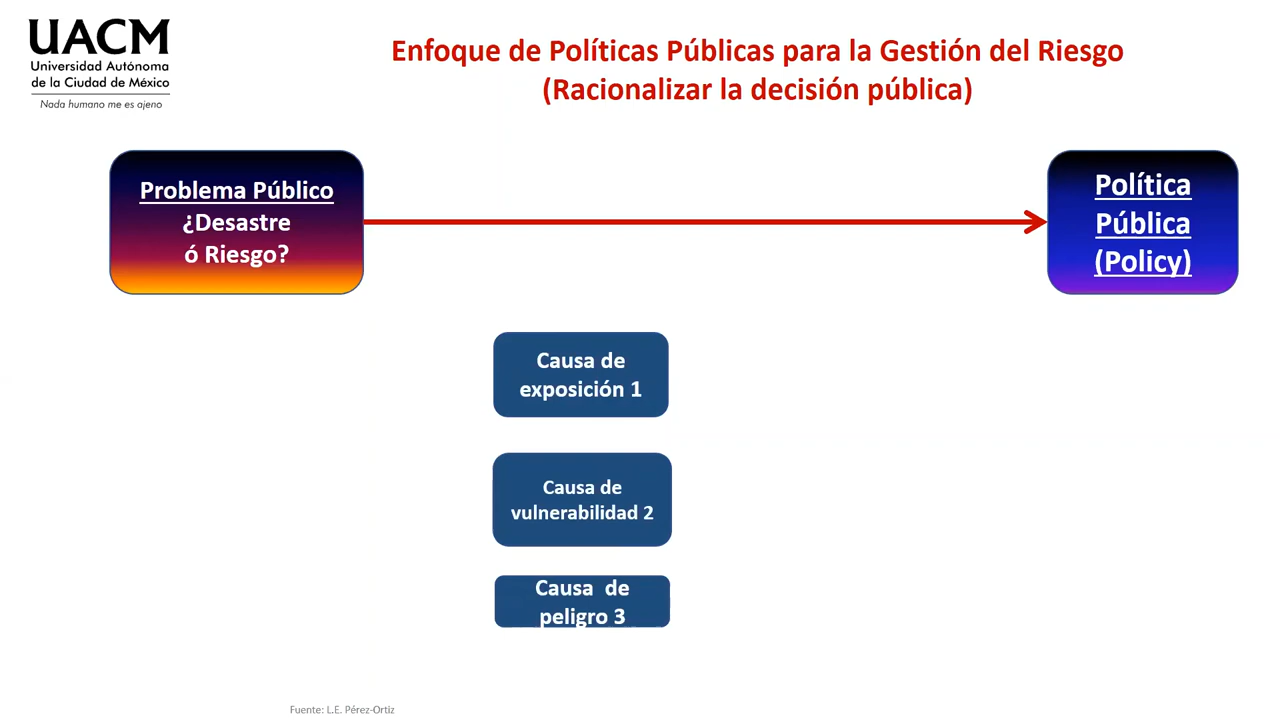 UACM
Universidad Autónoma
de la Ciudad de México
Nada humano me es ajeno
Enfoque de Políticas Públicas para la Gestión del Riesgo
(Racionalizar la decisión pública)
Problema Público
¿Desastre
ó Riesgo?
Política
Pública
(Policy)
Causa de
exposición 1
Causa de
vulnerabilidad 2
Causa de
peligro 3
Fuente: L.E. Pérez-Ortiz